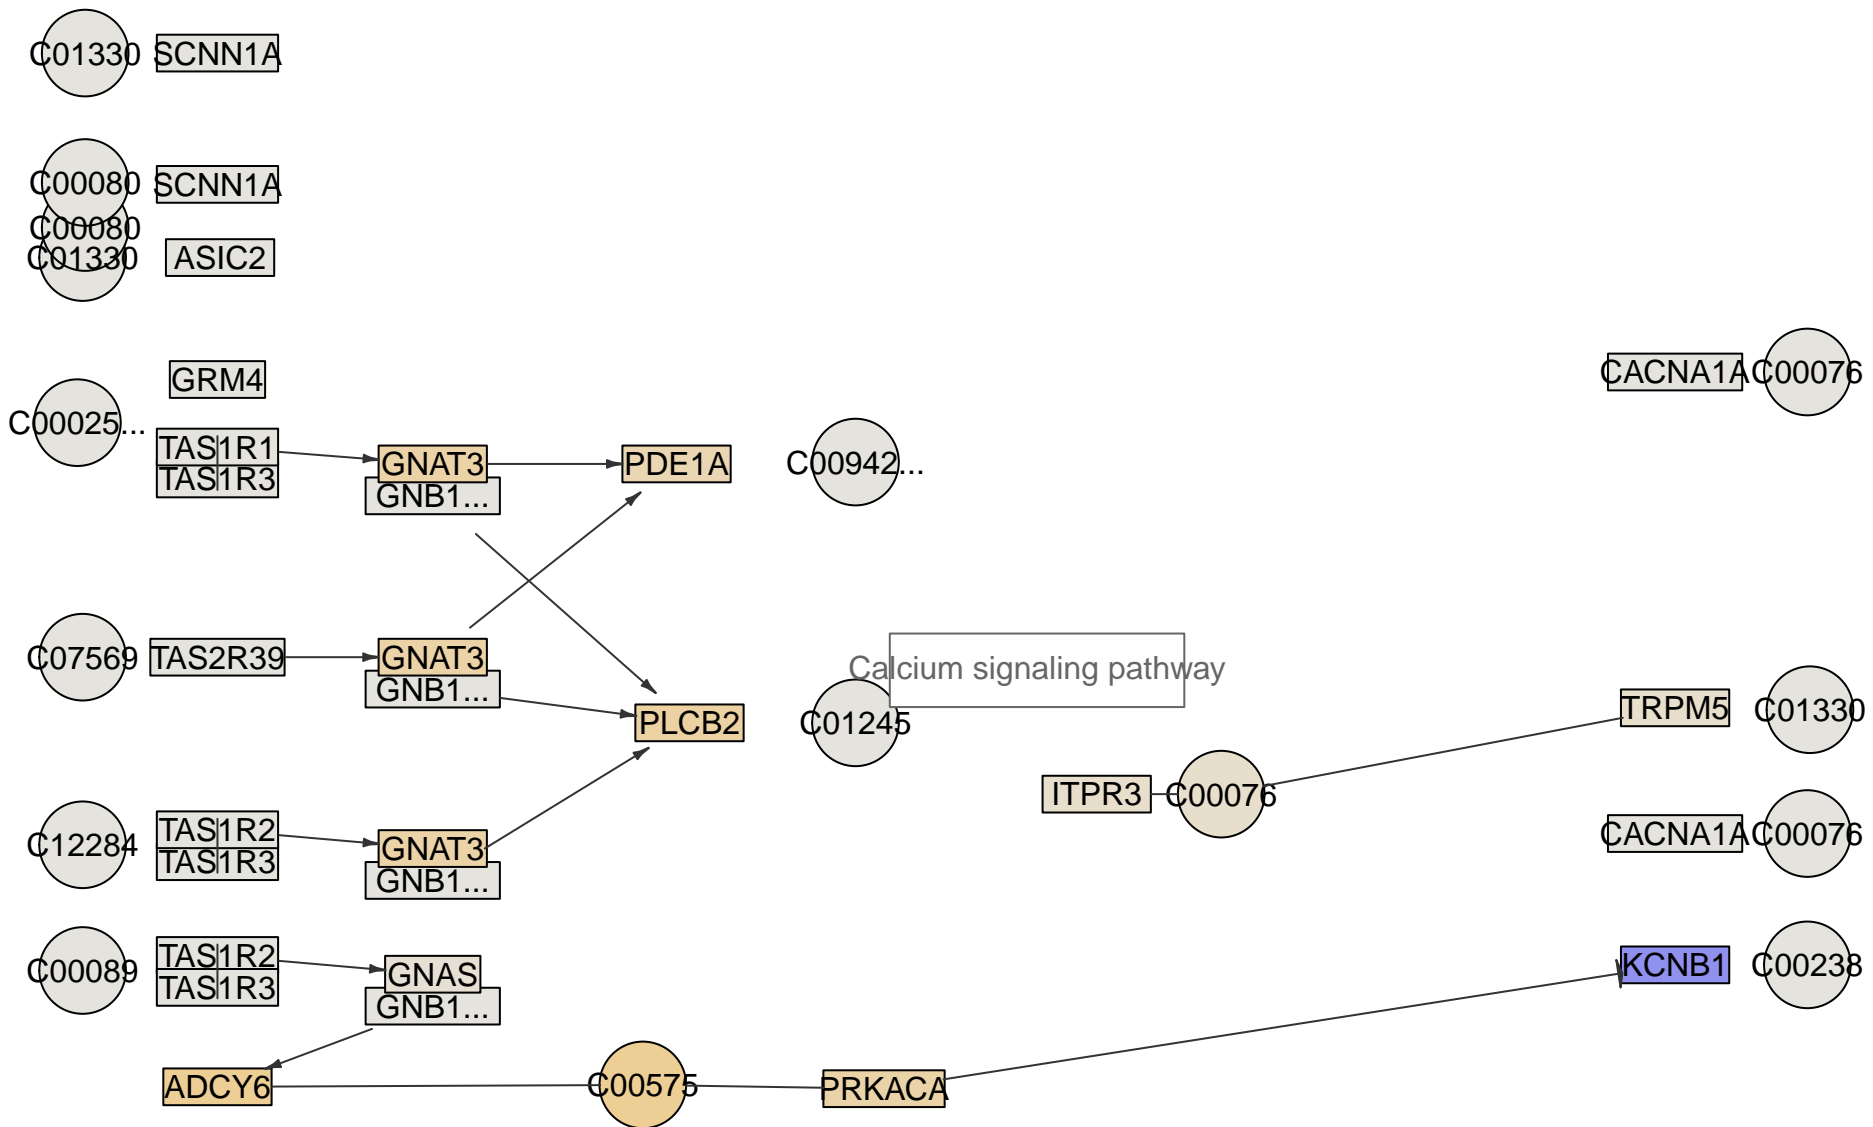 C01330 SCNN1A
C00080 SCNN1A
C00080
C01330 ASIC2
GRM4
CACNA1A C00076
C00025...
TAS1R1
GNAT3 PDE1A C00942...
TAS1R3
GNB1...
C07569 TAS2R39 GNAT3
Calcium signaling pathway
GNB1...
PLCB2 C01245
TRPM5 C01330
ITPR3 C00076
TAS1R2
CACNA1A C00076
C12284
GNAT3
TAS1R3
GNB1...
TAS1R2
KCNB1 C00238
C00089
GNAS
TAS1R3
GNB1...
ADCY6 C00575 PRKACA